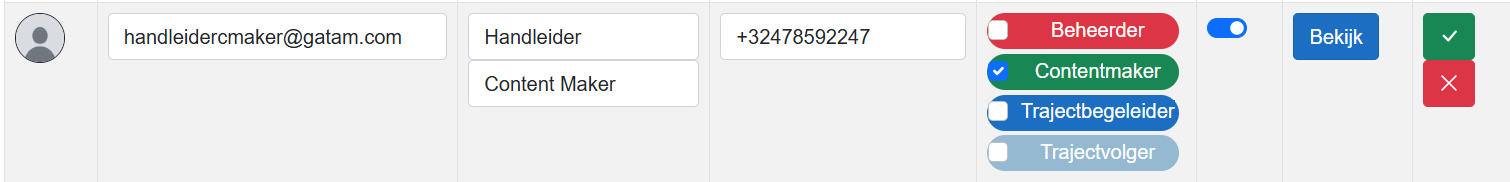 handleidercmaker@gatam.com
Handleider
Content Maker
+32478592247
Beheerder
Contentmaker
Trajectbegeleider
Trajectvolger
Bekijk